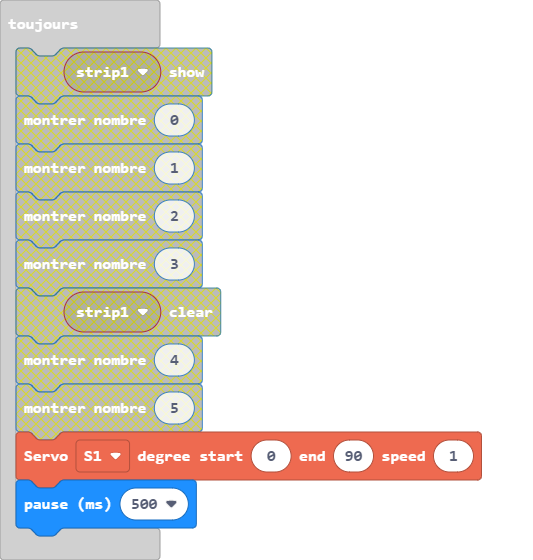 toujours
strip1 show
montrer nombre 0
montrer nombre 1
montrer nombre 2
montrer nombre 3
strip1 clear
montrer nombre 4
montrer nombre 5
Servo S1 degree start 0 end 90 speed 1
pause (ms) 500